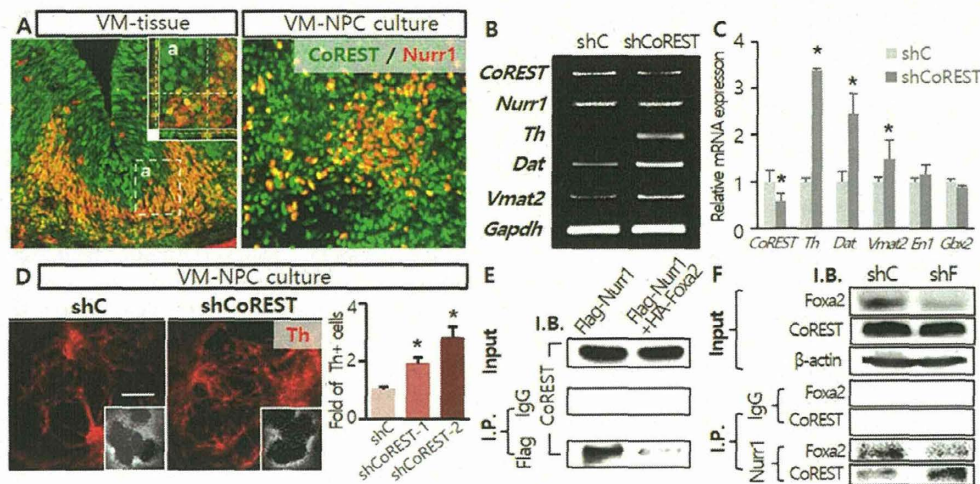 A
VM-tissue
VM-NPC culture
a
a
CoREST / Nurr1
B
shC shCoREST
CoREST
Nurr1
Th
Dat
Vmat2
Gapdh
C
Relative mRNA expresson
4
3
2
1
0
* * * *
shC
shCoREST
CoREST Th Dat Vmat2 En1 Gbx2
D
VM-NPC culture
shC
shCoREST
Th
Fold of Th+ cells
4
2
0
* *
shC
shCoREST-1
shCoREST-2
E
I.B.
Flag-Nurr1
Flag-Nurr1
+HA-Foxa2
Input
CoREST
I.P.
IgG
Flag
F
I.B.
shC shF
Input
Foxa2
CoREST
β-actin
I.P.
IgG
Foxa2
CoREST
Nurr1
Foxa2
CoREST